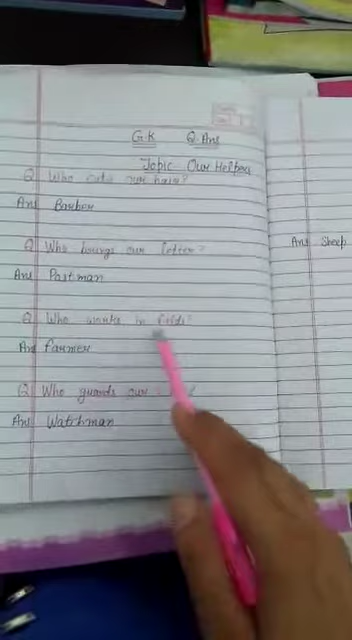 G.K Q.Ans
Topic - Our Helpers
Q Who cuts our hair?
Ans Barber
Q Who brings our letter?
Ans Postman
Q Who works in fields?
Ans Farmer
Q Who guards our
Ans Watchman
Ans Sheep